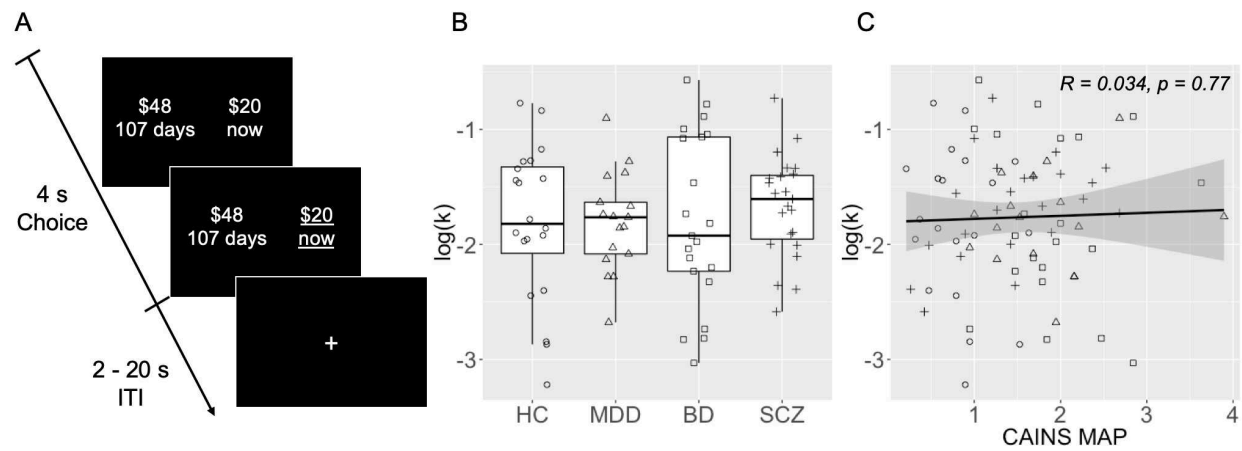 A
$48
107 days
$20
now
$48
107 days
$20
now
+
4 s
Choice
2 - 20 s
ITI
B
log(k)
-1
-2
-3
HC
MDD
BD
SCZ
C
R = 0.034, p = 0.77
log(k)
-1
-2
-3
1
2
3
4
CAINS MAP